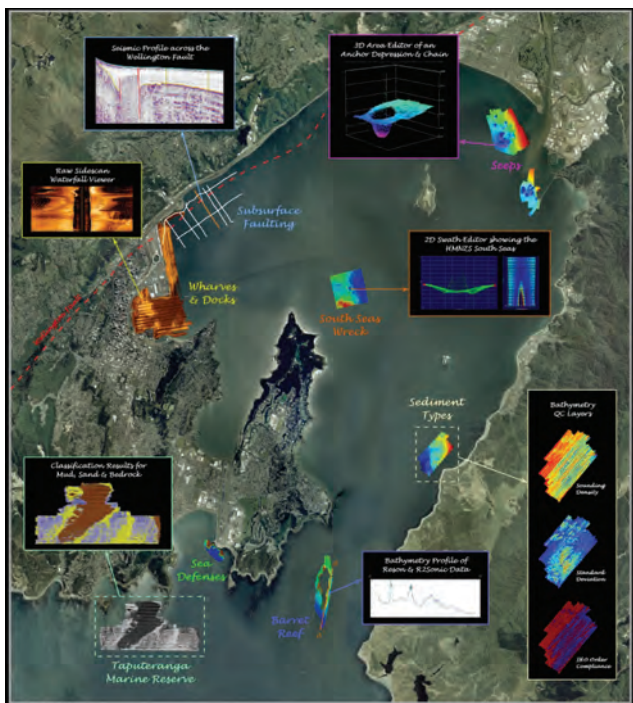 Seismic Profile across the
Wellington Fault
3D Area Editor of an
Anchor Depression & Chain
Seeps
Raw Sidescan
Waterfall Viewer
Subsurface
Faulting
2D Swath Editor showing the
HMNZS South Seas
Wharves
& Docks
South Seas
Wreck
Sediment
Types
Bathymetry
QC Layers
Sounding
Density
Classification Results for
Mud, Sand & Bedrock
Standard
Deviation
Sea
Defenses
Bathymetry Profile of
Reson & R2Sonic Data
Barret
Reef
IHO Order
Compliance
Taputeranga
Marine Reserve